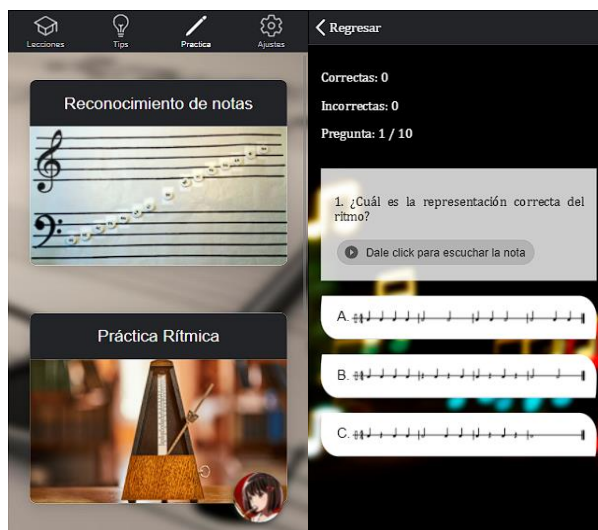 Lecciones
Tips
Practica
Ajustes
Reconocimiento de notas
Práctica Rítmica
Regresar
Correctas: 0
Incorrectas: 0
Pregunta: 1 / 10
1. ¿Cuál es la representación correcta del
ritmo?
Dale click para escuchar la nota
A.
B.
C.